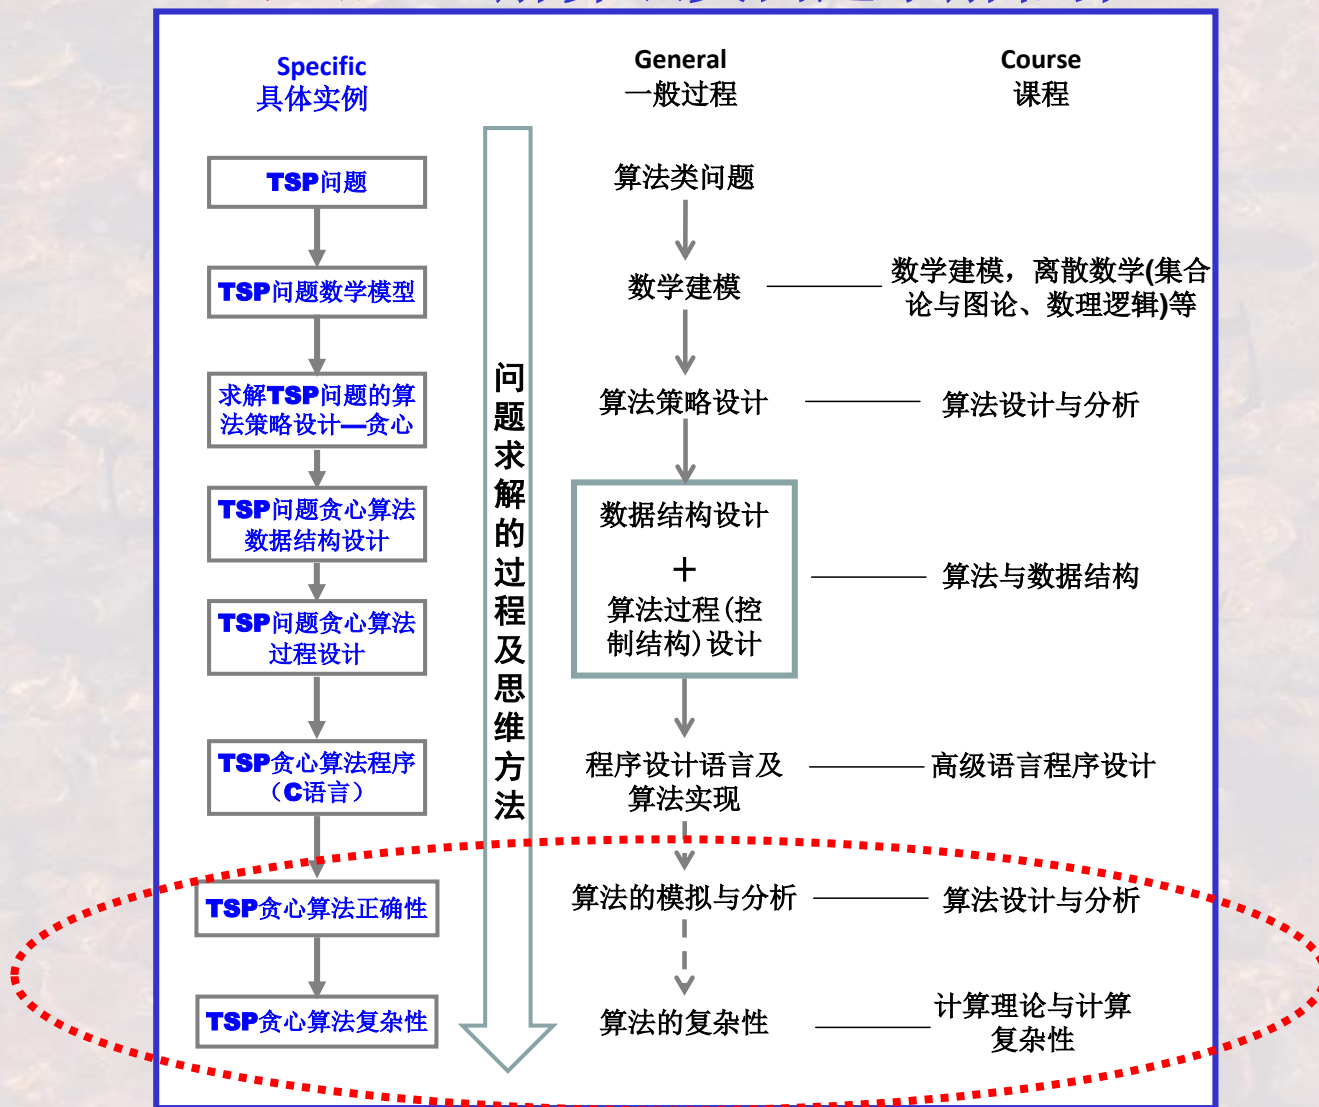 Specific
具体实例
TSP问题
TSP问题数学模型
求解TSP问题的算
法策略设计—贪心
TSP问题贪心算法
数据结构设计
TSP问题贪心算法
过程设计
TSP贪心算法程序
（C语言）
TSP贪心算法正确性
TSP贪心算法复杂性
问题求解的过程及思维方法
General
一般过程
算法类问题
数学建模
算法策略设计
数据结构设计
＋
算法过程(控
制结构)设计
程序设计语言及
算法实现
算法的模拟与分析
算法的复杂性
Course
课程
数学建模，离散数学(集合
论与图论、数理逻辑)等
算法设计与分析
算法与数据结构
高级语言程序设计
算法设计与分析
计算理论与计算
复杂性